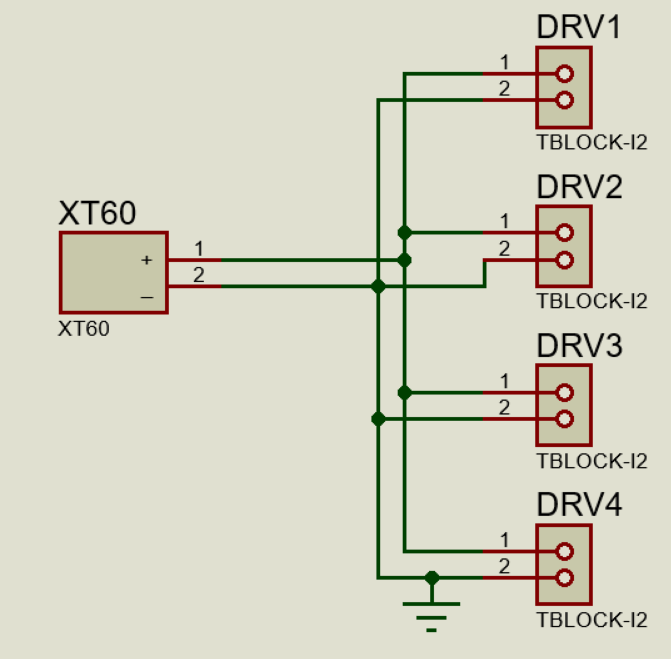 DRV1
1
2
TBLOCK-I2
DRV2
1
2
TBLOCK-I2
XT60
+
1
2
–
XT60
DRV3
1
2
TBLOCK-I2
DRV4
1
2
TBLOCK-I2